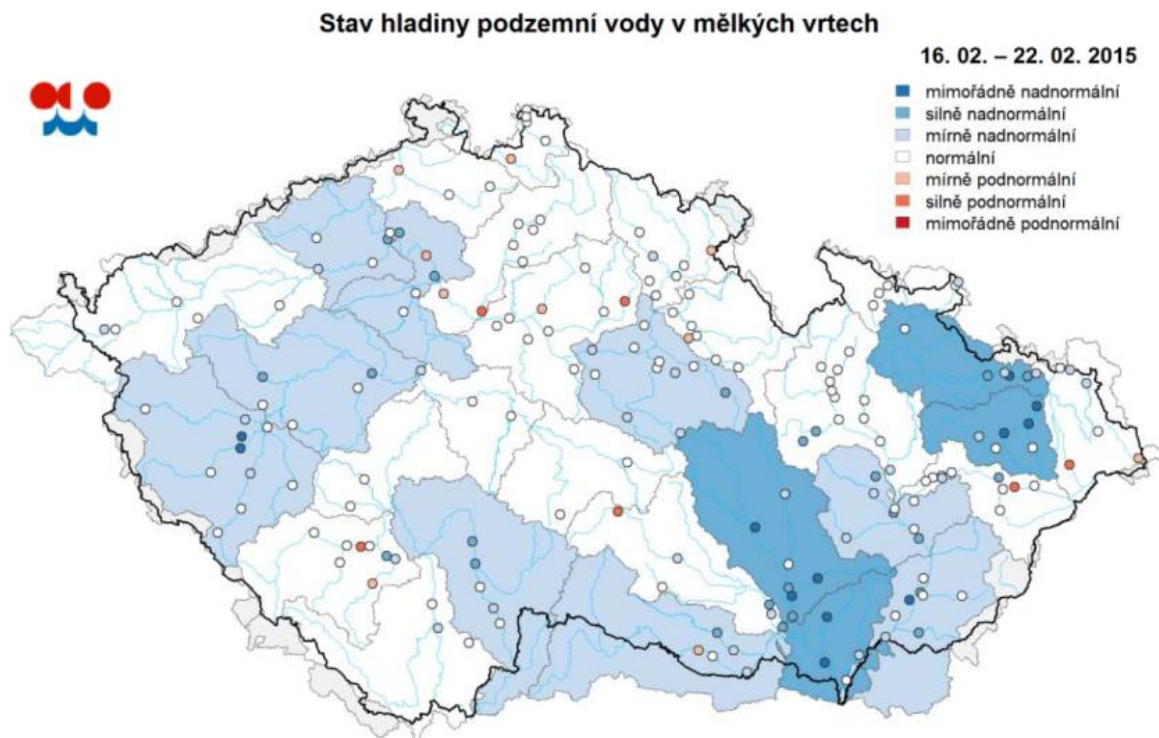 Stav hladiny podzemní vody v mělkých vrtech
16. 02. – 22. 02. 2015
mimořádně nadnormální
silně nadnormální
mírně nadnormální
normální
mírně podnormální
silně podnormální
mimořádně podnormální